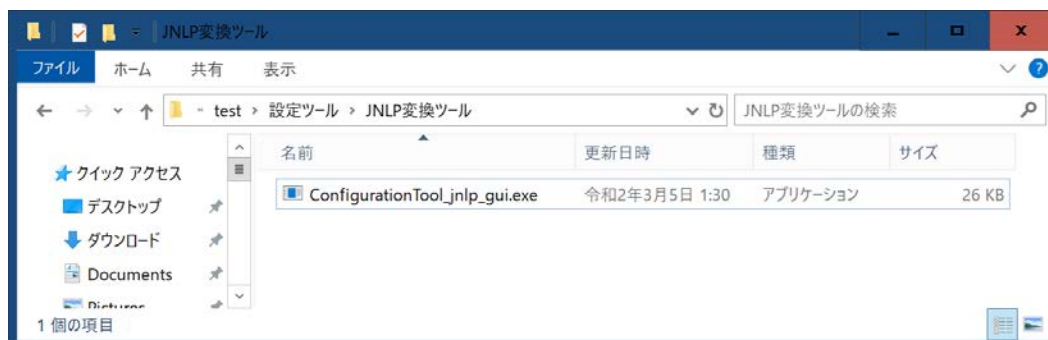 JNLP変換ツール
ファイル ホーム 共有 表示
test › 設定ツール › JNLP変換ツール JNLP変換ツールの検索
名前 更新日時 種類 サイズ
クイック アクセス
ConfigurationTool_jnlp_gui.exe 令和2年3月5日 1:30 アプリケーション 26 KB
デスクトップ
ダウンロード
Documents
Pictures
1 個の項目